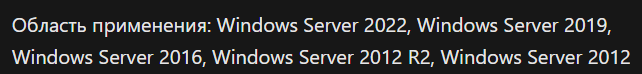 Область применения: Windows Server 2022, Windows Server 2019,
Windows Server 2016, Windows Server 2012 R2, Windows Server 2012